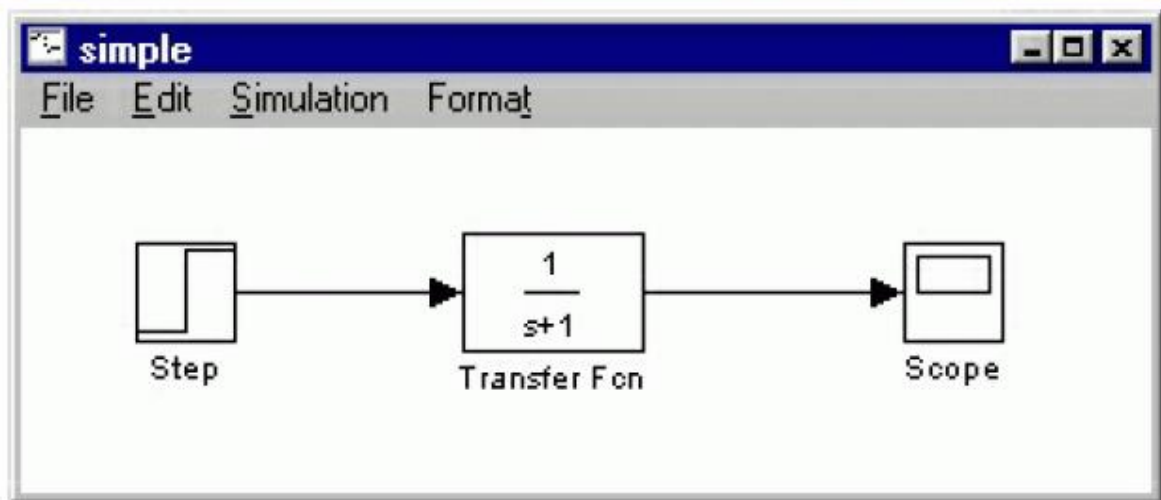 simple
File Edit Simulation Format
1
s+1
Step
Transfer Fcn
Scope